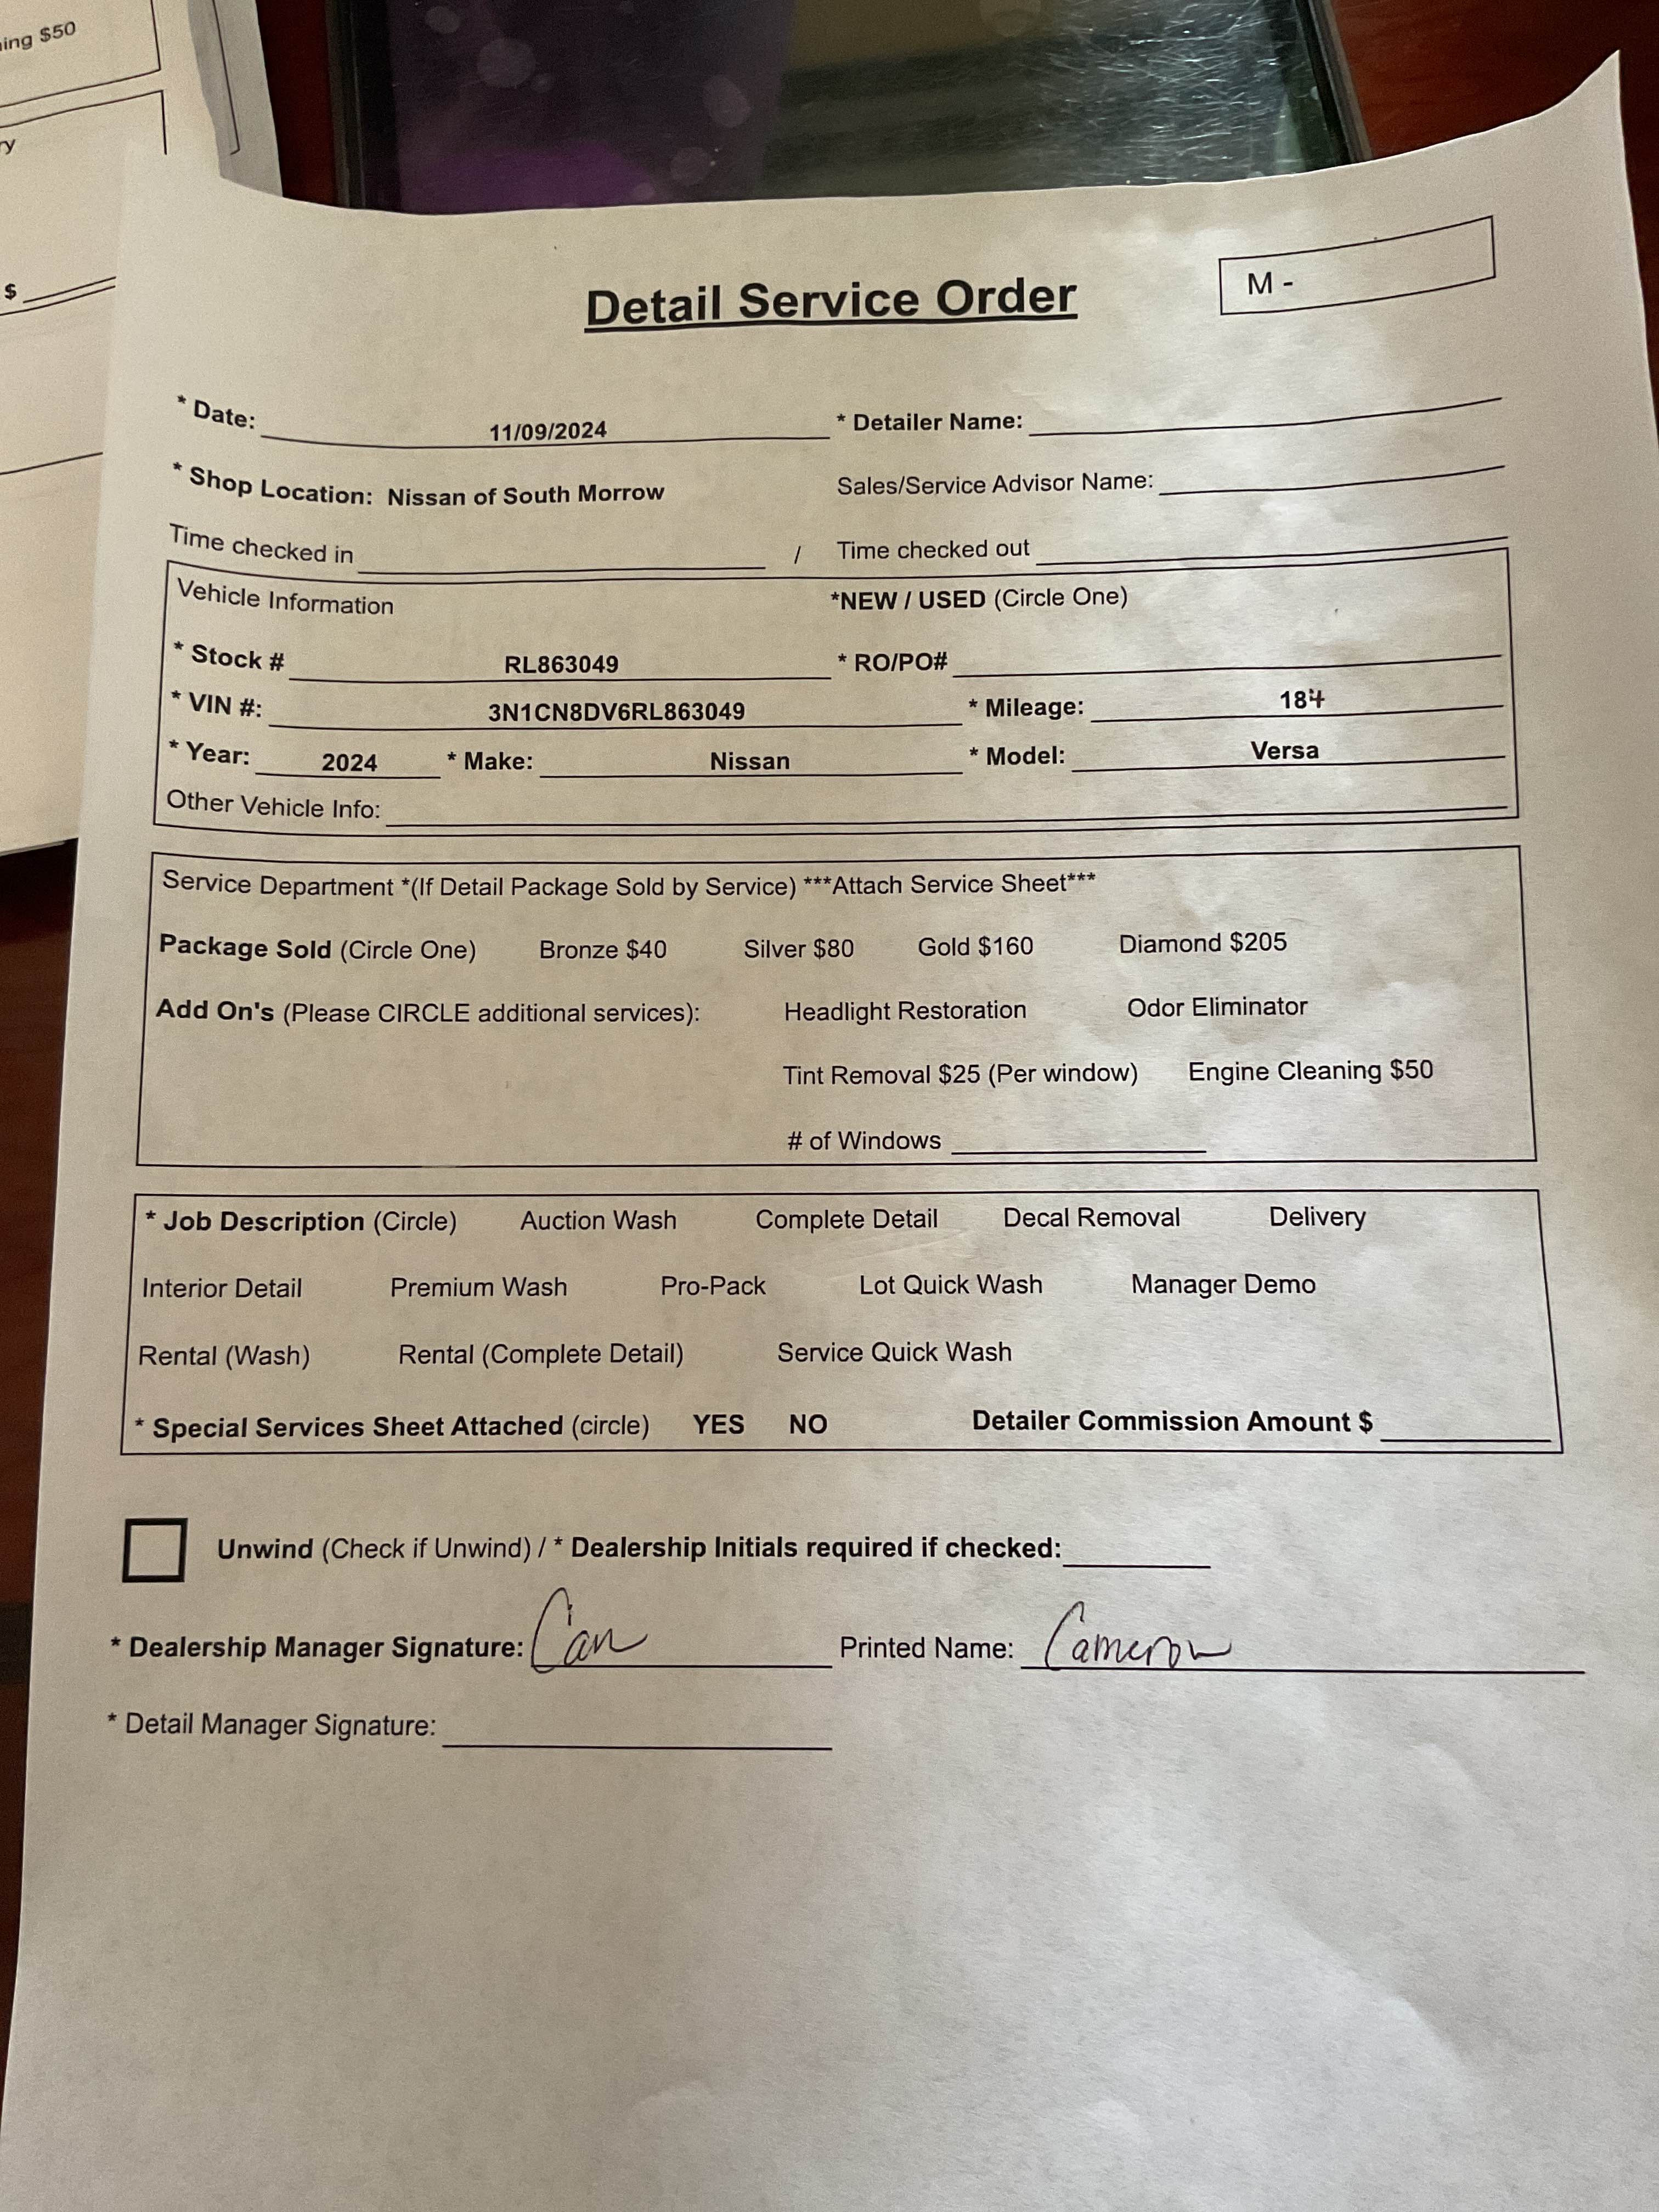 ing $50
ry
$
Detail Service Order
M -
* Date: 11/09/2024 * Detailer Name:
* Shop Location: Nissan of South Morrow Sales/Service Advisor Name:
Time checked in / Time checked out
Vehicle Information *NEW / USED (Circle One)
* Stock # RL863049 * RO/PO#
* VIN #: 3N1CN8DV6RL863049 * Mileage: 184
* Year: 2024 * Make: Nissan * Model: Versa
Other Vehicle Info:
Service Department *(If Detail Package Sold by Service) ***Attach Service Sheet***
Package Sold (Circle One) Bronze $40 Silver $80 Gold $160 Diamond $205
Add On's (Please CIRCLE additional services): Headlight Restoration Odor Eliminator
Tint Removal $25 (Per window) Engine Cleaning $50
# of Windows
* Job Description (Circle) Auction Wash Complete Detail Decal Removal Delivery
Interior Detail Premium Wash Pro-Pack Lot Quick Wash Manager Demo
Rental (Wash) Rental (Complete Detail) Service Quick Wash
* Special Services Sheet Attached (circle) YES NO Detailer Commission Amount $
Unwind (Check if Unwind) / * Dealership Initials required if checked:
* Dealership Manager Signature: Printed Name: Cameron
* Detail Manager Signature: